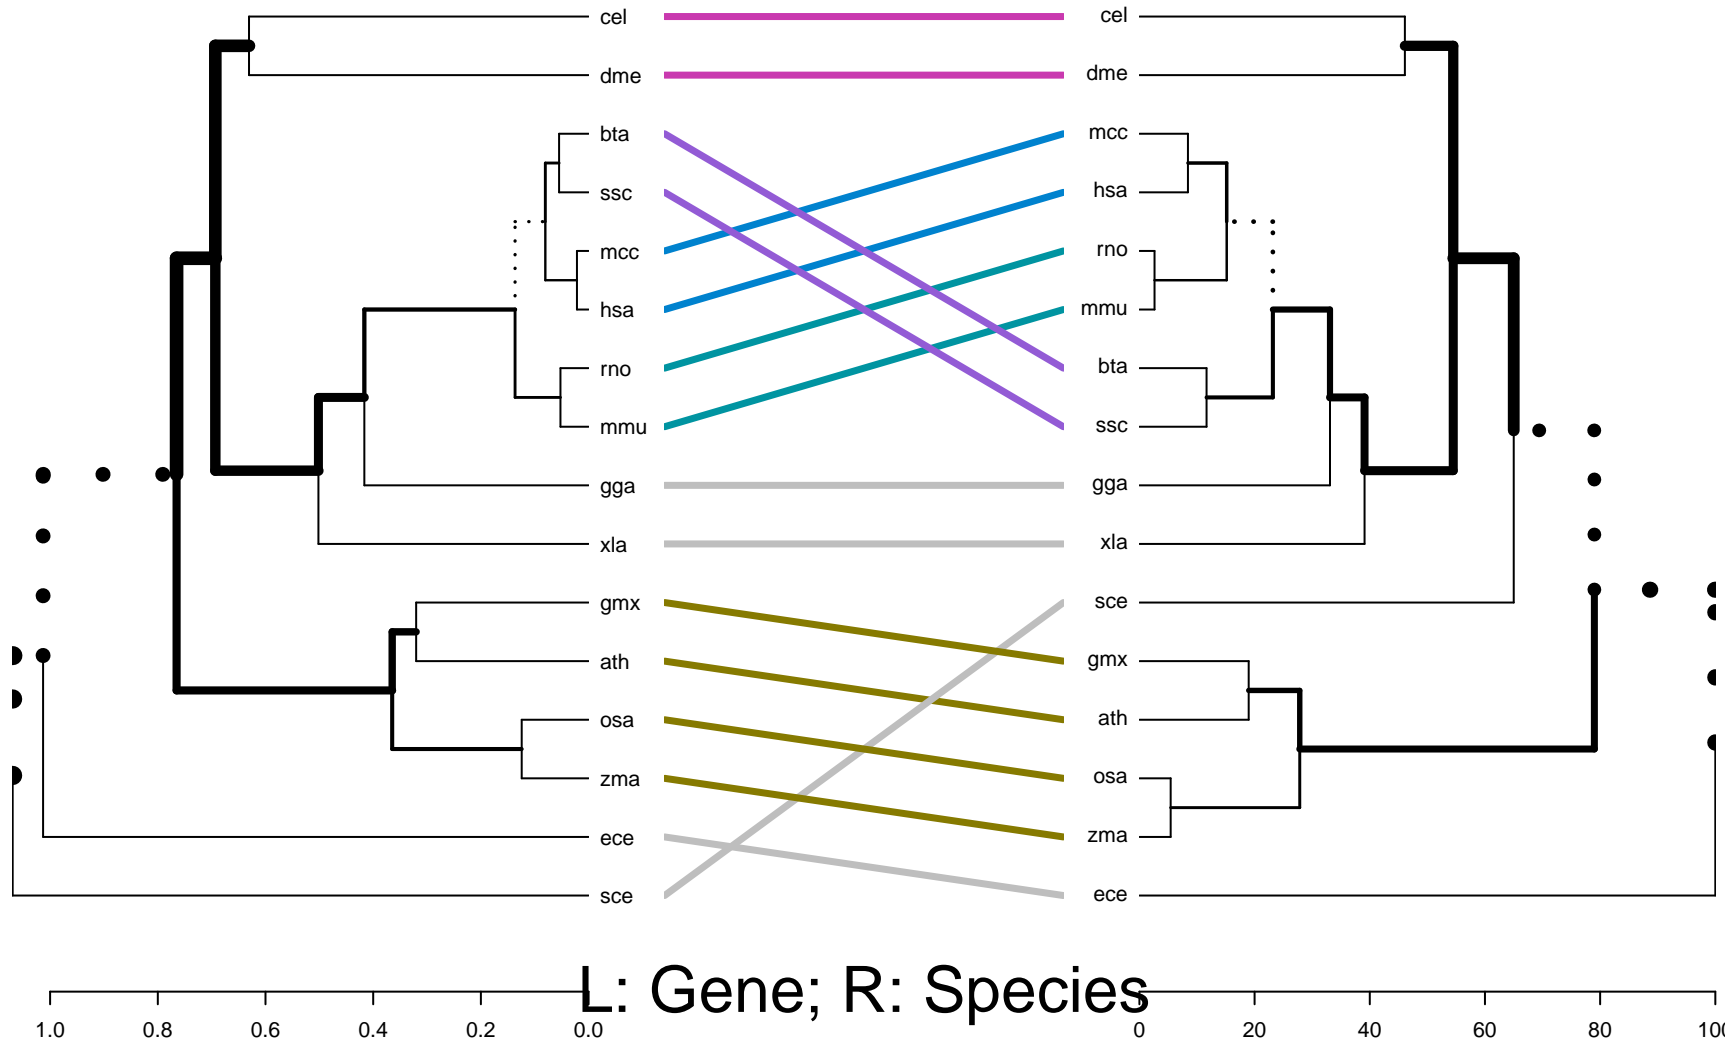 cel cel
dme dme
bta mcc
ssc hsa
mcc rno
hsa mmu
rno bta
mmu ssc
gga gga
xla xla
gmx sce
ath gmx
osa ath
zma osa
ece zma
sce ece
L: Gene; R: Species
1.0 0.8 0.6 0.4 0.2 0.0 0 20 40 60 80 100